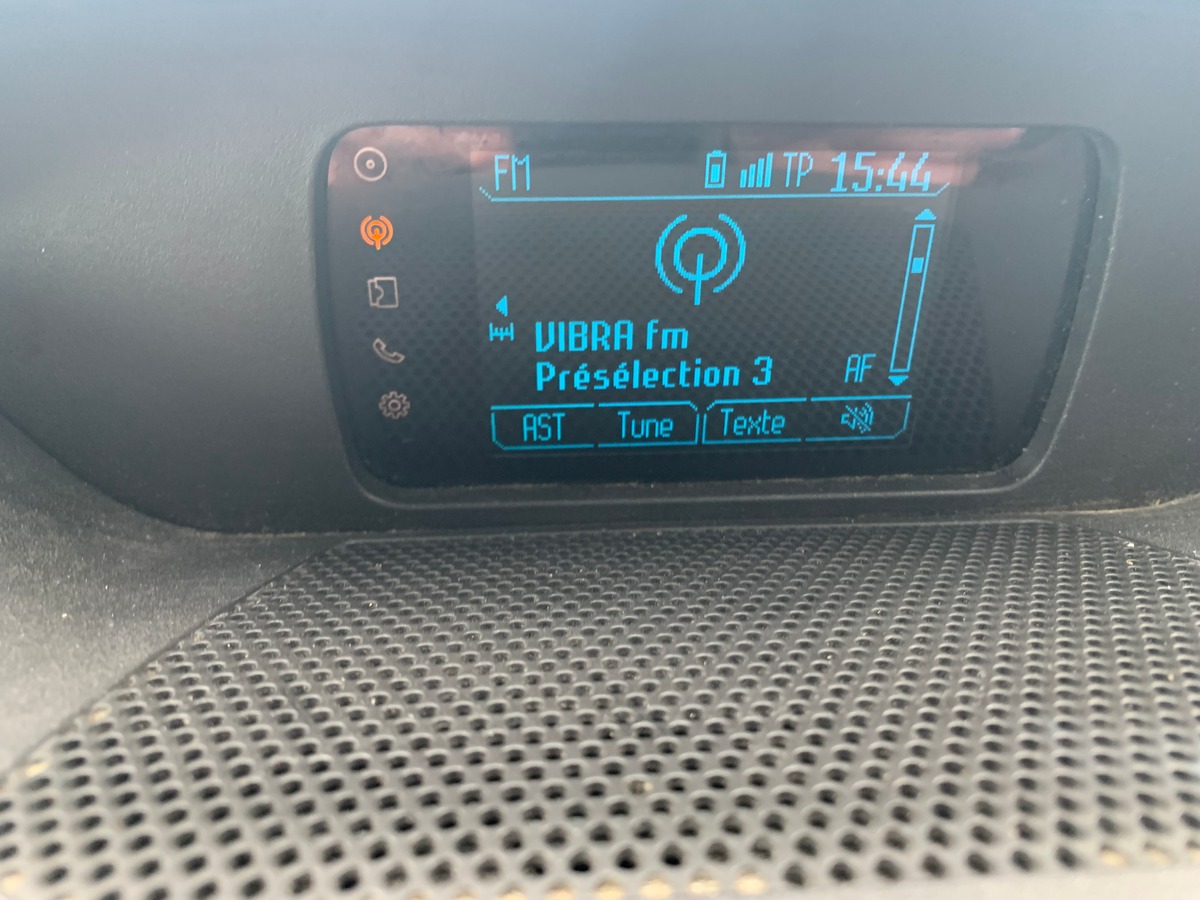 FM TP 15:44
VIBRA fm
Présélection 3 AF
AST Tune Texte